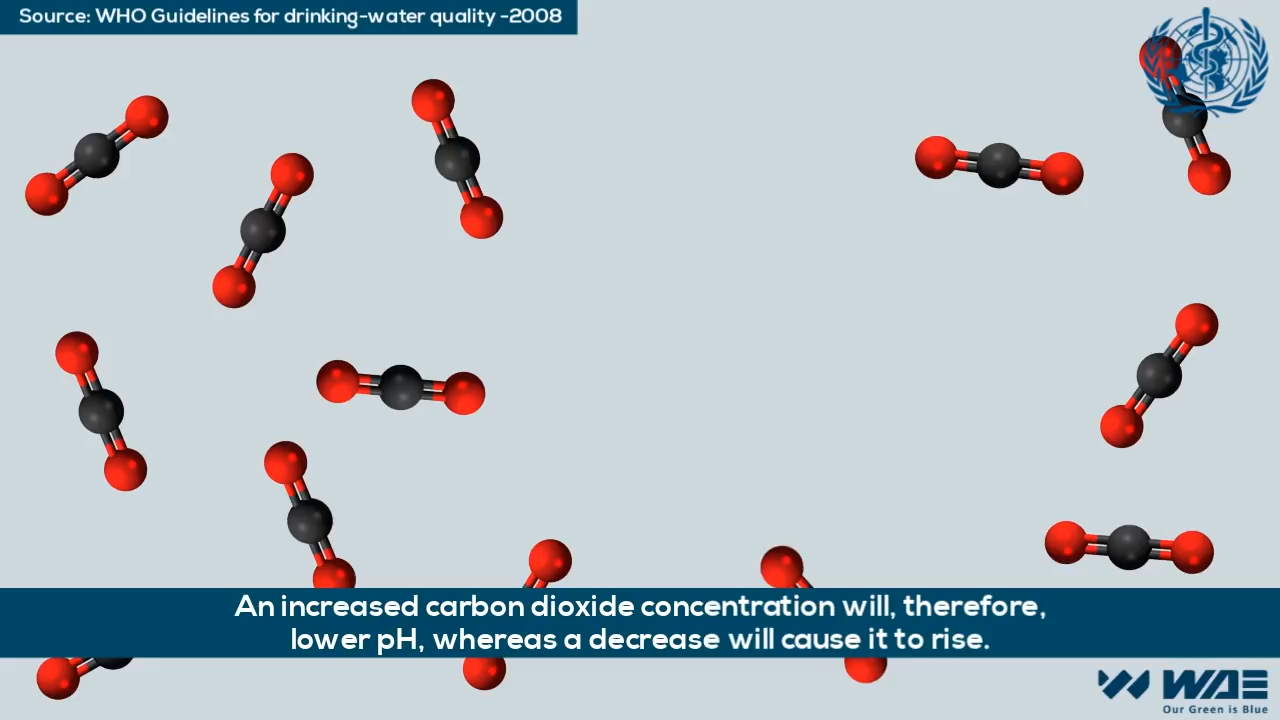 Source: WHO Guidelines for drinking-water quality -2008
An increased carbon dioxide concentration will, therefore,
lower pH, whereas a decrease will cause it to rise.
WAE
Our Green is Blue